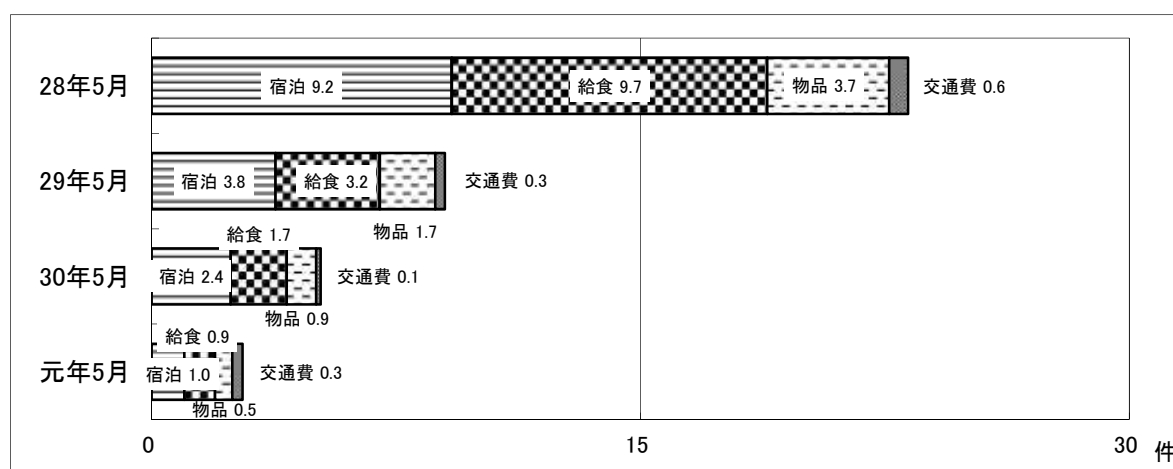 28年5月 宿泊 9.2 給食 9.7 物品 3.7 交通費 0.6
29年5月 宿泊 3.8 給食 3.2 交通費 0.3
物品 1.7
給食 1.7
30年5月 宿泊 2.4 交通費 0.1
物品 0.9
給食 0.9
元年5月 宿泊 1.0 交通費 0.3
物品 0.5
0 15 30 件